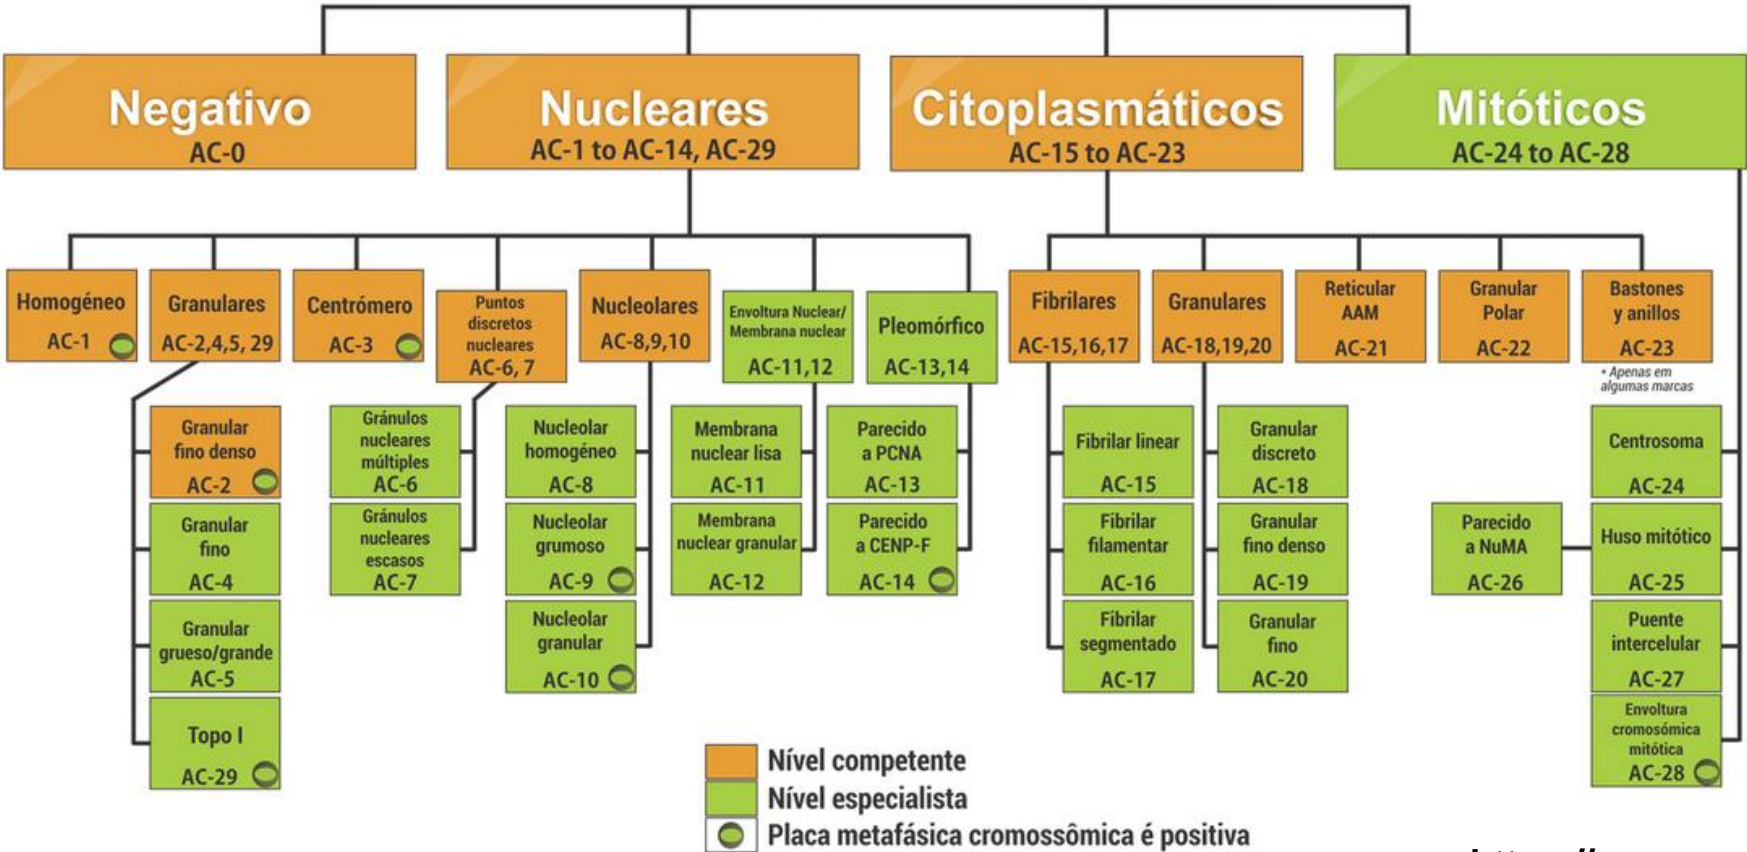 Negativo
AC-0
Nucleares
AC-1 to AC-14, AC-29
Citoplasmáticos
AC-15 to AC-23
Mitóticos
AC-24 to AC-28
Homogéneo
AC-1
Granulares
AC-2,4,5, 29
Centrómero
AC-3
Puntos
discretos
nucleares
AC-6, 7
Nucleolares
AC-8,9,10
Envoltura Nuclear/
Membrana nuclear
AC-11,12
Pleomórfico
AC-13,14
Fibrilares
AC-15,16,17
Granulares
AC-18,19,20
Reticular
AAM
AC-21
Granular
Polar
AC-22
Bastones
y anillos
AC-23
* Apenas em
algumas marcas
Granular
fino denso
AC-2
Granular
fino
AC-4
Granular
grueso/grande
AC-5
Topo I
AC-29
Gránulos
nucleares
múltiples
AC-6
Gránulos
nucleares
escasos
AC-7
Nucleolar
homogéneo
AC-8
Nucleolar
grumoso
AC-9
Nucleolar
granular
AC-10
Membrana
nuclear lisa
AC-11
Membrana
nuclear granular
AC-12
Parecido
a PCNA
AC-13
Parecido
a CENP-F
AC-14
Fibrilar linear
AC-15
Fibrilar
filamentar
AC-16
Fibrilar
segmentado
AC-17
Granular
discreto
AC-18
Granular
fino denso
AC-19
Granular
fino
AC-20
Centrosoma
AC-24
Parecido
a NuMA
AC-26
Huso mitótico
AC-25
Puente
intercelular
AC-27
Envoltura
cromosómica
mitótica
AC-28
Nível competente
Nível especialista
Placa metafásica cromossômica é positiva